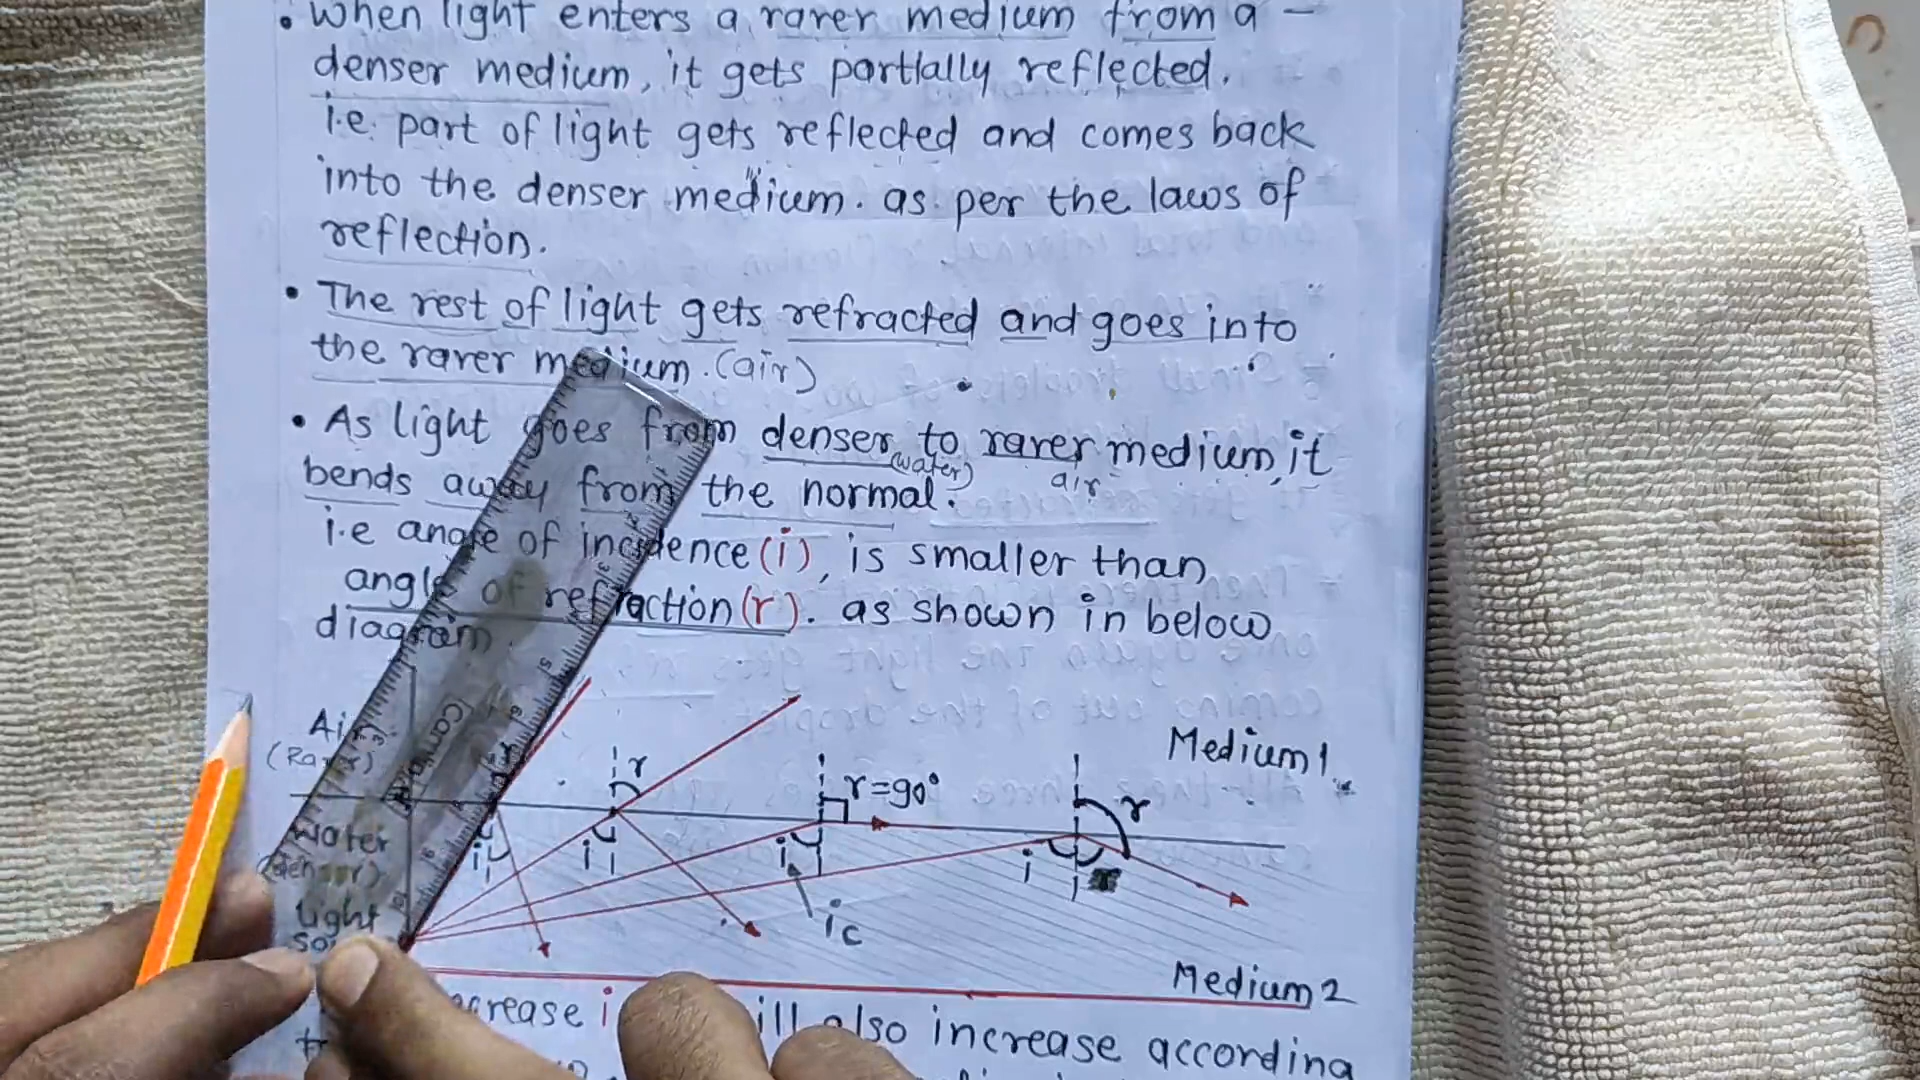 • When light enters a rarer medium from a -
denser medium, it gets partially reflected.
i.e. part of light gets reflected and comes back
into the denser medium. as per the laws of
reflection.
• The rest of light gets refracted and goes into
the rarer medium. (air)
• As light goes from denser to rarer medium, it
(water)
air
bends away from the normal.
i.e angle of incidence (i), is smaller than
angle of refraction (r). as shown in below
diagram.
Air
(Rarer)
Medium 1
r
r=90°
r
water
(denser)
i
i
i
i
Light
ic
Medium 2
i
ill also increase according